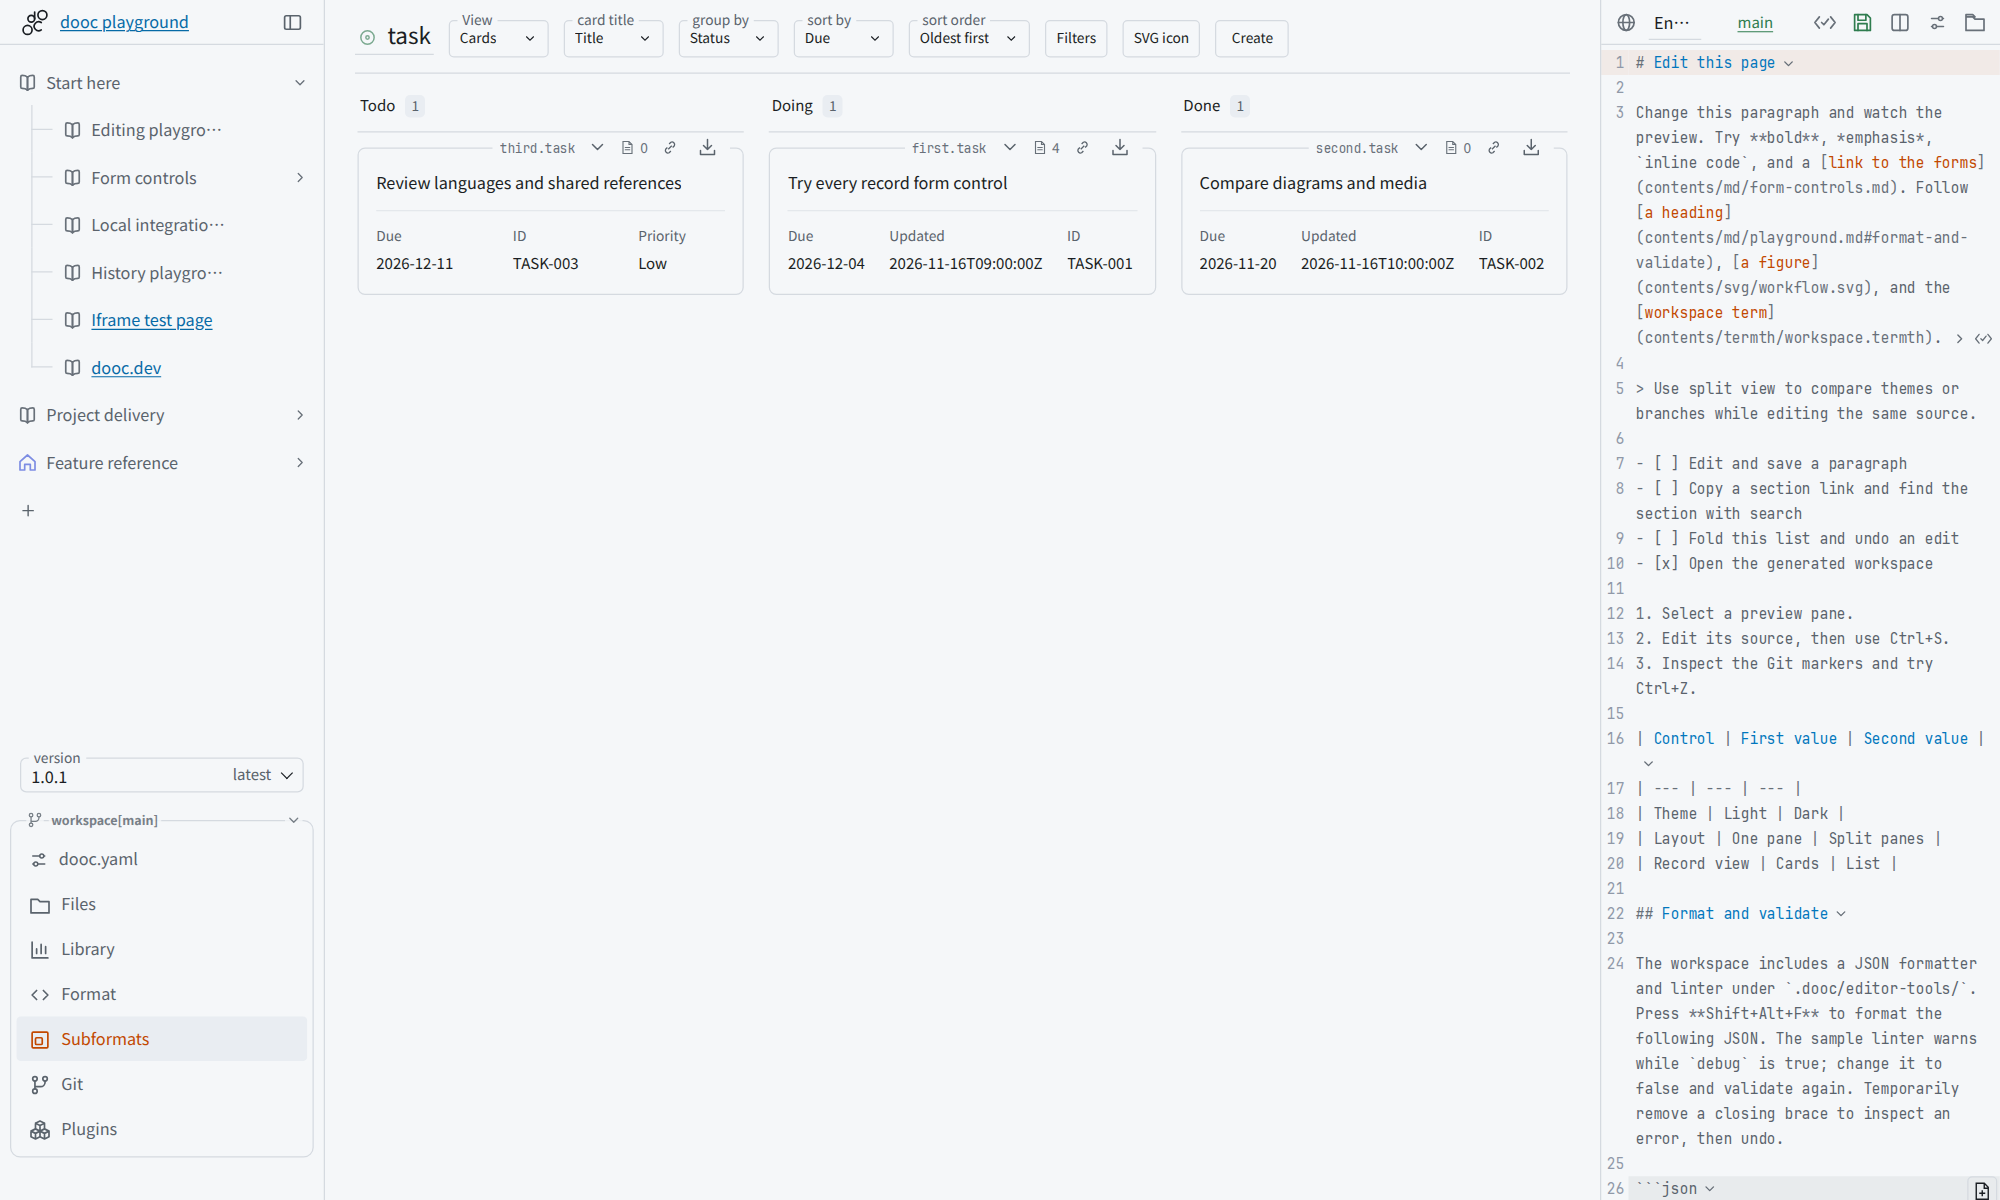 dooc playground
Start here
Editing playgro···
Form controls
Local integratio···
History playgro···
Iframe test page
dooc.dev
Project delivery
Feature reference
version
1.0.1
latest
workspace[main]
dooc.yaml
Files
Library
Format
Subformats
Git
Plugins
task
View
Cards
card title
Title
group by
Status
sort by
Due
sort order
Oldest first
Filters
SVG icon
Create
Todo 1
third.task 0
Review languages and shared references
Due ID Priority
2026-12-11 TASK-003 Low
Doing 1
first.task 4
Try every record form control
Due Updated ID
2026-12-04 2026-11-16T09:00:00Z TASK-001
Done 1
second.task 0
Compare diagrams and media
Due Updated ID
2026-11-20 2026-11-16T10:00:00Z TASK-002
En··· main
1 # Edit this page
2
3 Change this paragraph and watch the
preview. Try **bold**, *emphasis*,
`inline code`, and a [link to the forms]
(contents/md/form-controls.md). Follow
[a heading]
(contents/md/playground.md#format-and-
validate), [a figure]
(contents/svg/workflow.svg), and the
[workspace term]
(contents/termth/workspace.termth).
4
5 > Use split view to compare themes or
branches while editing the same source.
6
7 - [ ] Edit and save a paragraph
8 - [ ] Copy a section link and find the
section with search
9 - [ ] Fold this list and undo an edit
10 - [x] Open the generated workspace
11
12 1. Select a preview pane.
13 2. Edit its source, then use Ctrl+S.
14 3. Inspect the Git markers and try
Ctrl+Z.
15
16 | Control | First value | Second value |
17 | --- | --- | --- |
18 | Theme | Light | Dark |
19 | Layout | One pane | Split panes |
20 | Record view | Cards | List |
21
22 ## Format and validate
23
24 The workspace includes a JSON formatter
and linter under `.dooc/editor-tools/`.
Press **Shift+Alt+F** to format the
following JSON. The sample linter warns
while `debug` is true; change it to
false and validate again. Temporarily
remove a closing brace to inspect an
error, then undo.
25
26 ```json